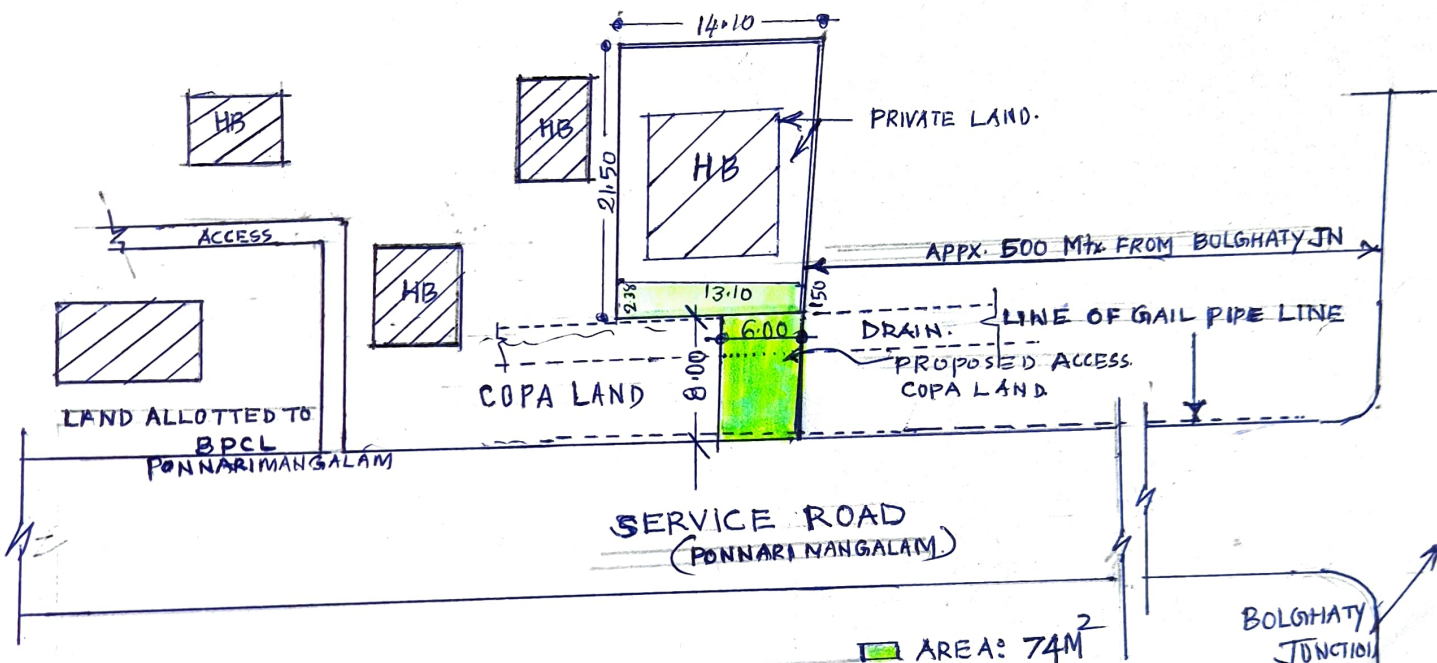 14.10
HB
HB
HB
PRIVATE LAND.
21.50
ACCESS
HB
APPX. 500 Mtr FROM BOLGHATY JN
2.38
13.10
1.50
6.00
DRAIN.
LINE OF GAIL PIPE LINE
PROPOSED ACCESS.
COPA LAND
8.00
COPA LAND
LAND ALLOTTED TO
BPCL
PONNARIMANGALAM
SERVICE ROAD
(PONNARI MANGALAM)
AREA: 74M²
BOLGHATY
JUNCTION